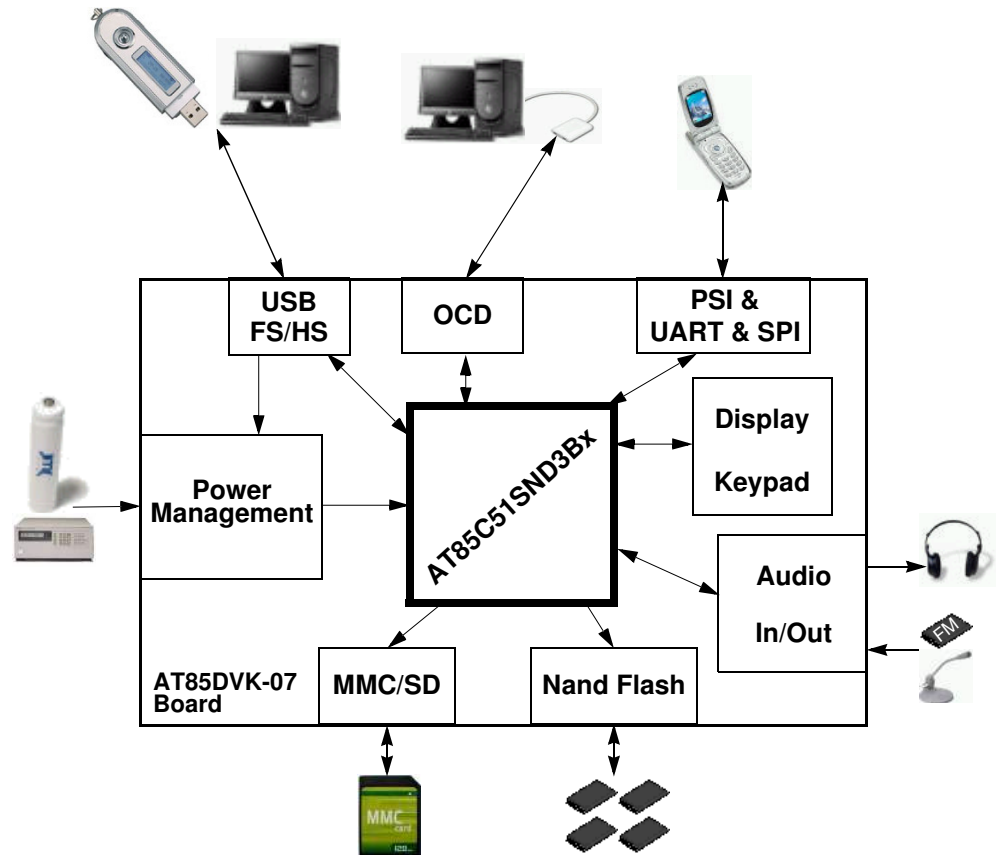 USB
FS/HS
OCD
PSI &
UART & SPI
Display
Keypad
Power
Management
AT85C51SND3Bx
Audio
In/Out
FM
AT85DVK-07
Board
MMC/SD
Nand Flash
MMC
card